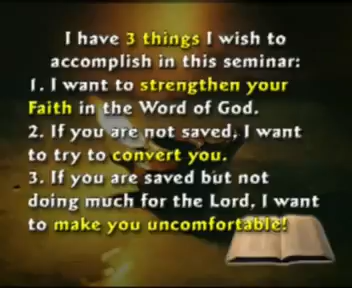 I have 3 things I wish to
accomplish in this seminar:
1. I want to strengthen your
Faith in the Word of God.
2. If you are not saved, I want
to try to convert you.
3. If you are saved but not
doing much for the Lord, I want
to make you uncomfortable!